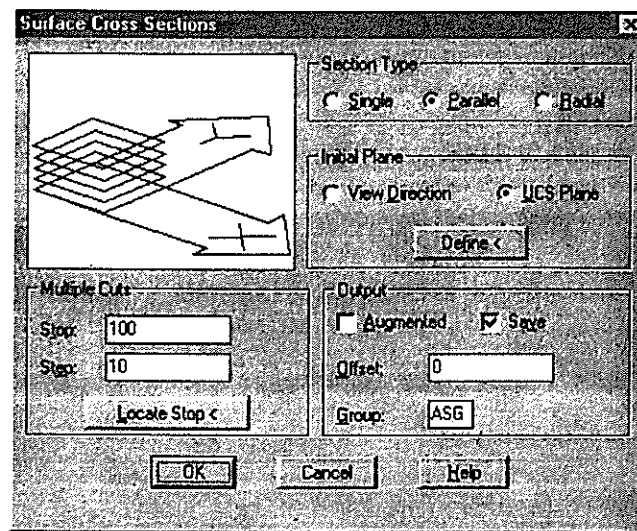 Surface Cross Sections
Section Type
Single Parallel Radial
Initial Plane
View Direction UCS Plane
Define <
Multiple Cuts
Stop: 100
Step: 10
Locate Stop <
Output
Augmented Save
Offset: 0
Group: ASG
OK Cancel Help